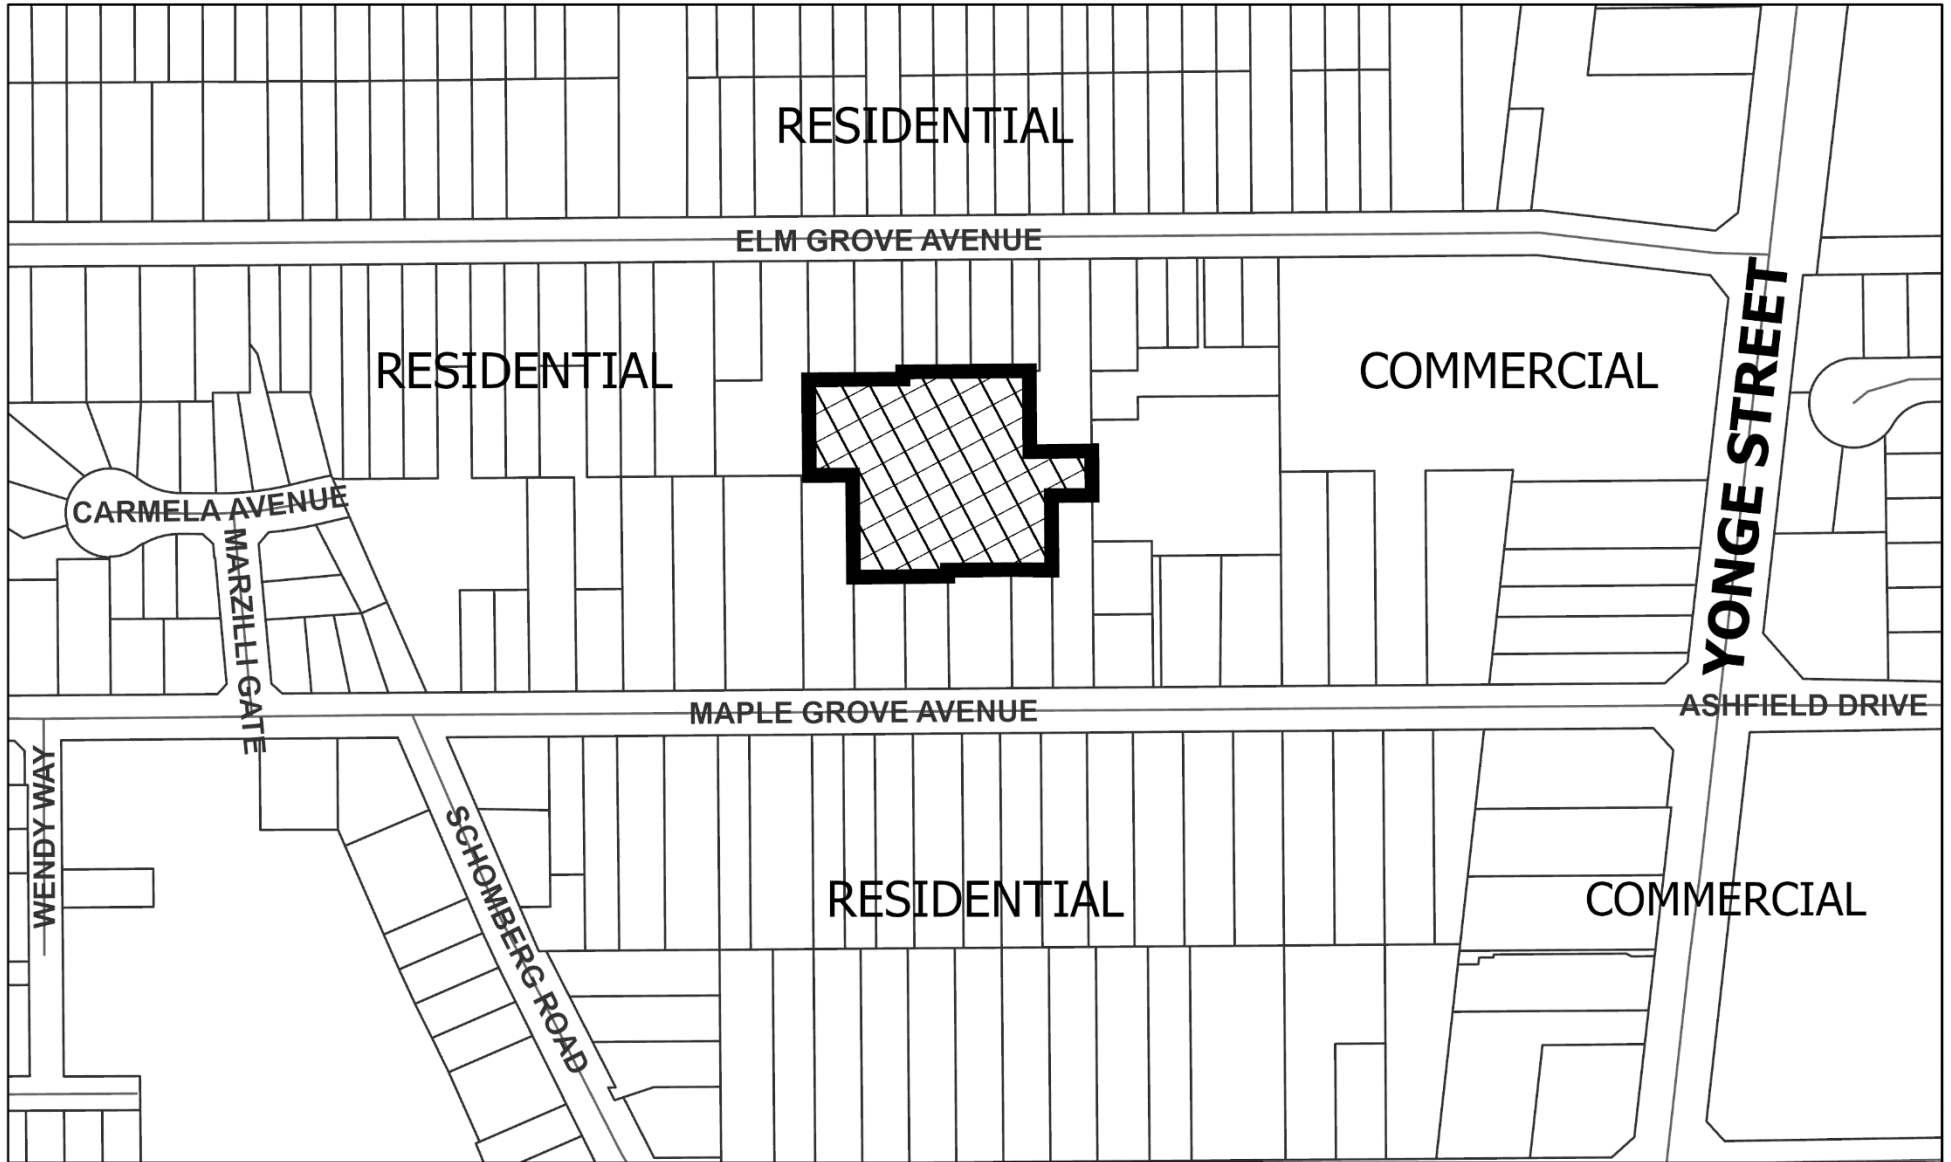 RESIDENTIAL
ELM GROVE AVENUE
RESIDENTIAL
COMMERCIAL
YONGE STREET
CARMELA AVENUE
MARZILLI GATE
MAPLE GROVE AVENUE
ASHFIELD DRIVE
WENDY WAY
SCHOMBERG ROAD
RESIDENTIAL
COMMERCIAL